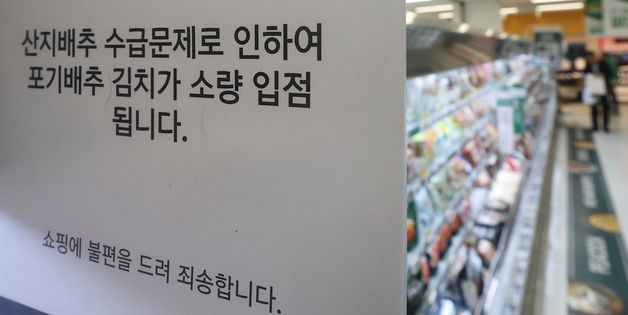 산지배추 수급문제로 인하여
포기배추 김치가 소량 입점
됩니다.
쇼핑에 불편을 드려 죄송합니다.